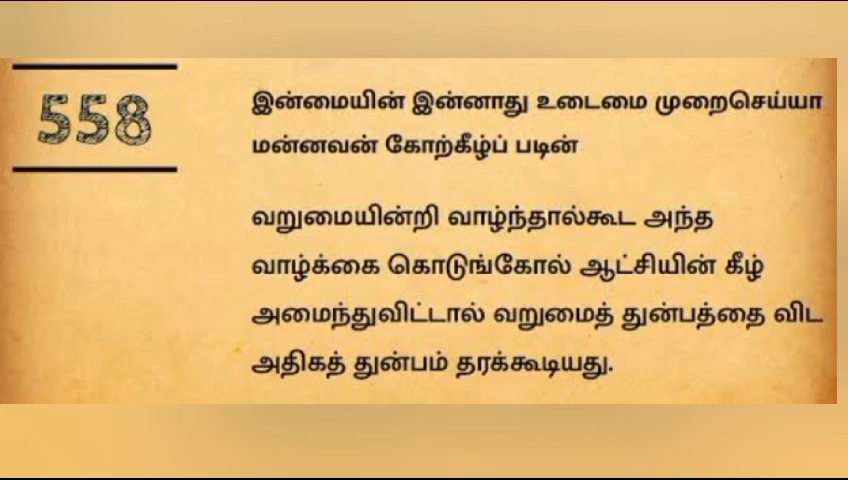 558
இன்மையின் இன்னாது உடைமை முறைசெய்யா
மன்னவன் கோற்கீழ்ப் படின்
வறுமையின்றி வாழ்ந்தால்கூட அந்த
வாழ்க்கை கொடுங்கோல் ஆட்சியின் கீழ்
அமைந்துவிட்டால் வறுமைத் துன்பத்தை விட
அதிகத் துன்பம் தரக்கூடியது.